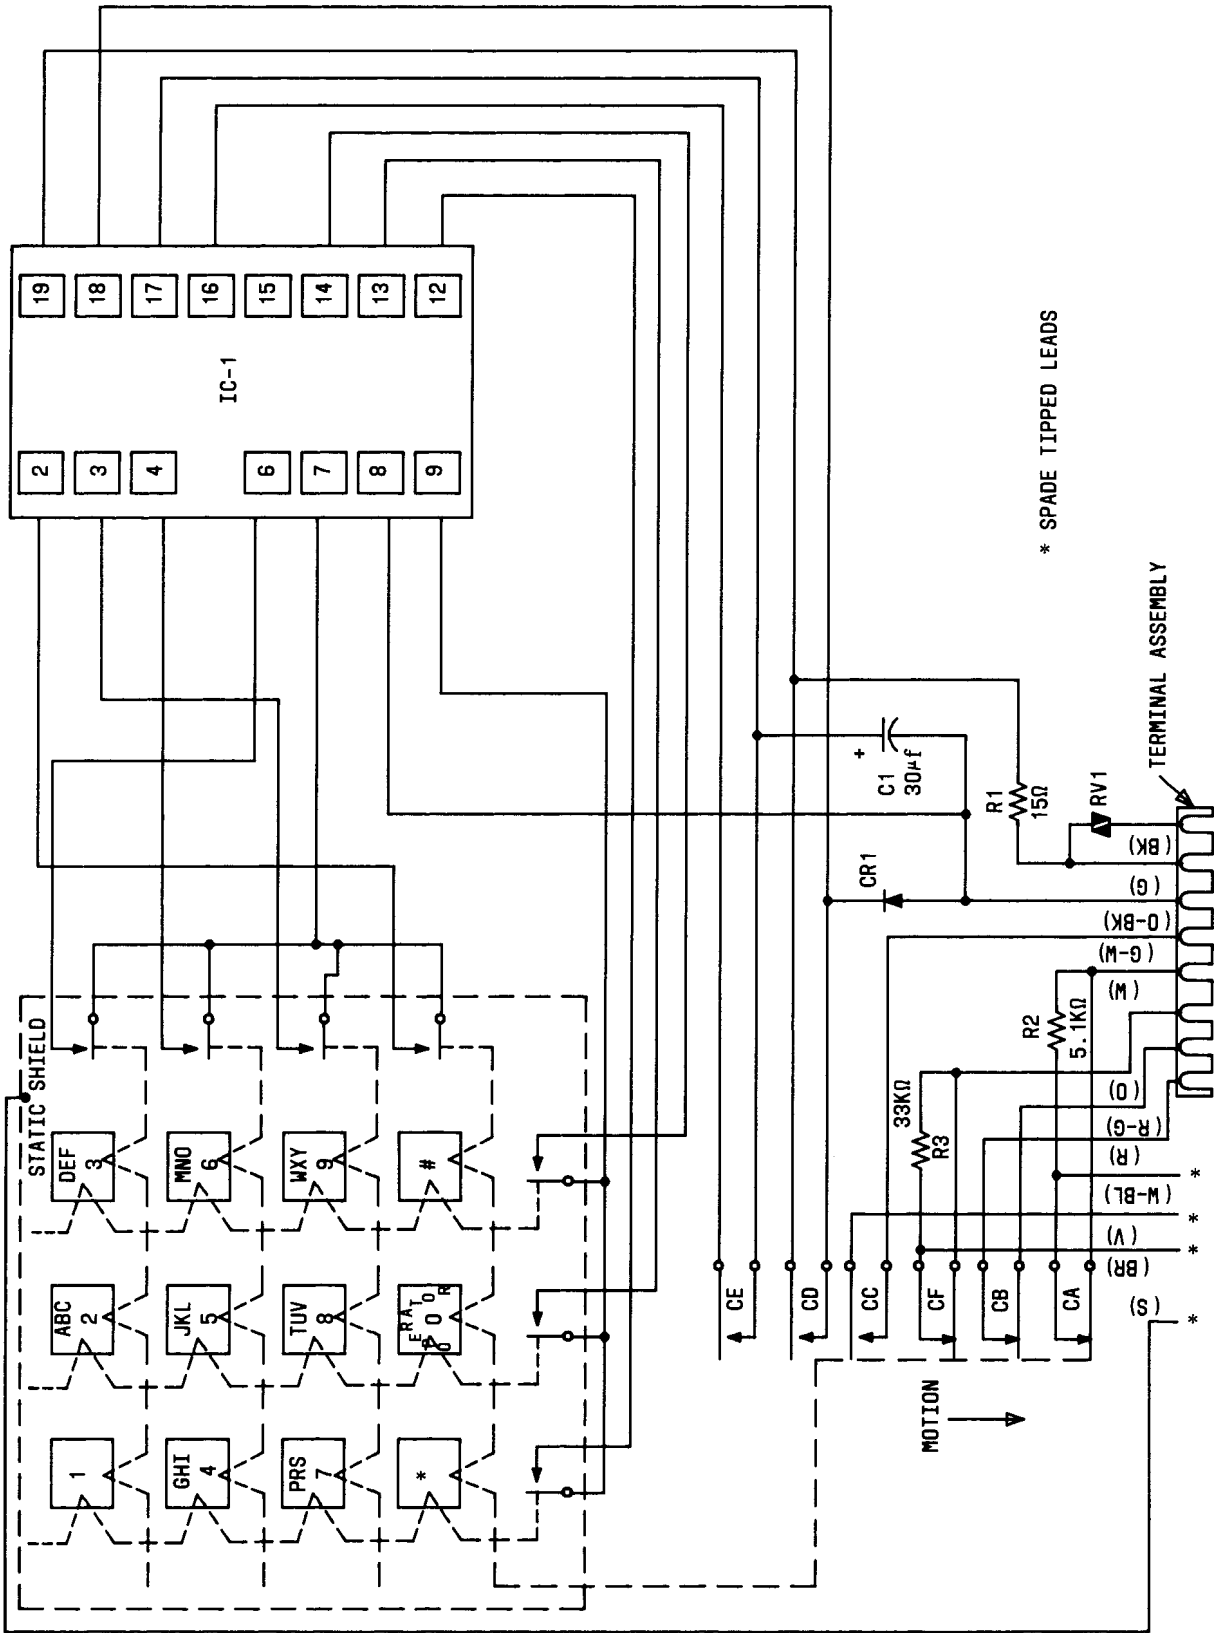 STATIC SHIELD
1
ABC
2
DEF
3
GHI
4
JKL
5
MNO
6
PRS
7
TUV
8
WXY
9
*
OPERATOR
0
#
2
3
4
6
7
8
9
IC-1
19
18
17
16
15
14
13
12
MOTION
CE
CD
CC
CF
CB
CA
33KΩ
R3
R2
5.1KΩ
CR1
+
C1
30µf
R1
15Ω
RV1
(S)
(BR)
(V)
(W-BL)
(R)
(R-G)
(O)
(W)
(G-W)
(O-BK)
(G)
(BK)
*
*
*
*
TERMINAL ASSEMBLY
* SPADE TIPPED LEADS